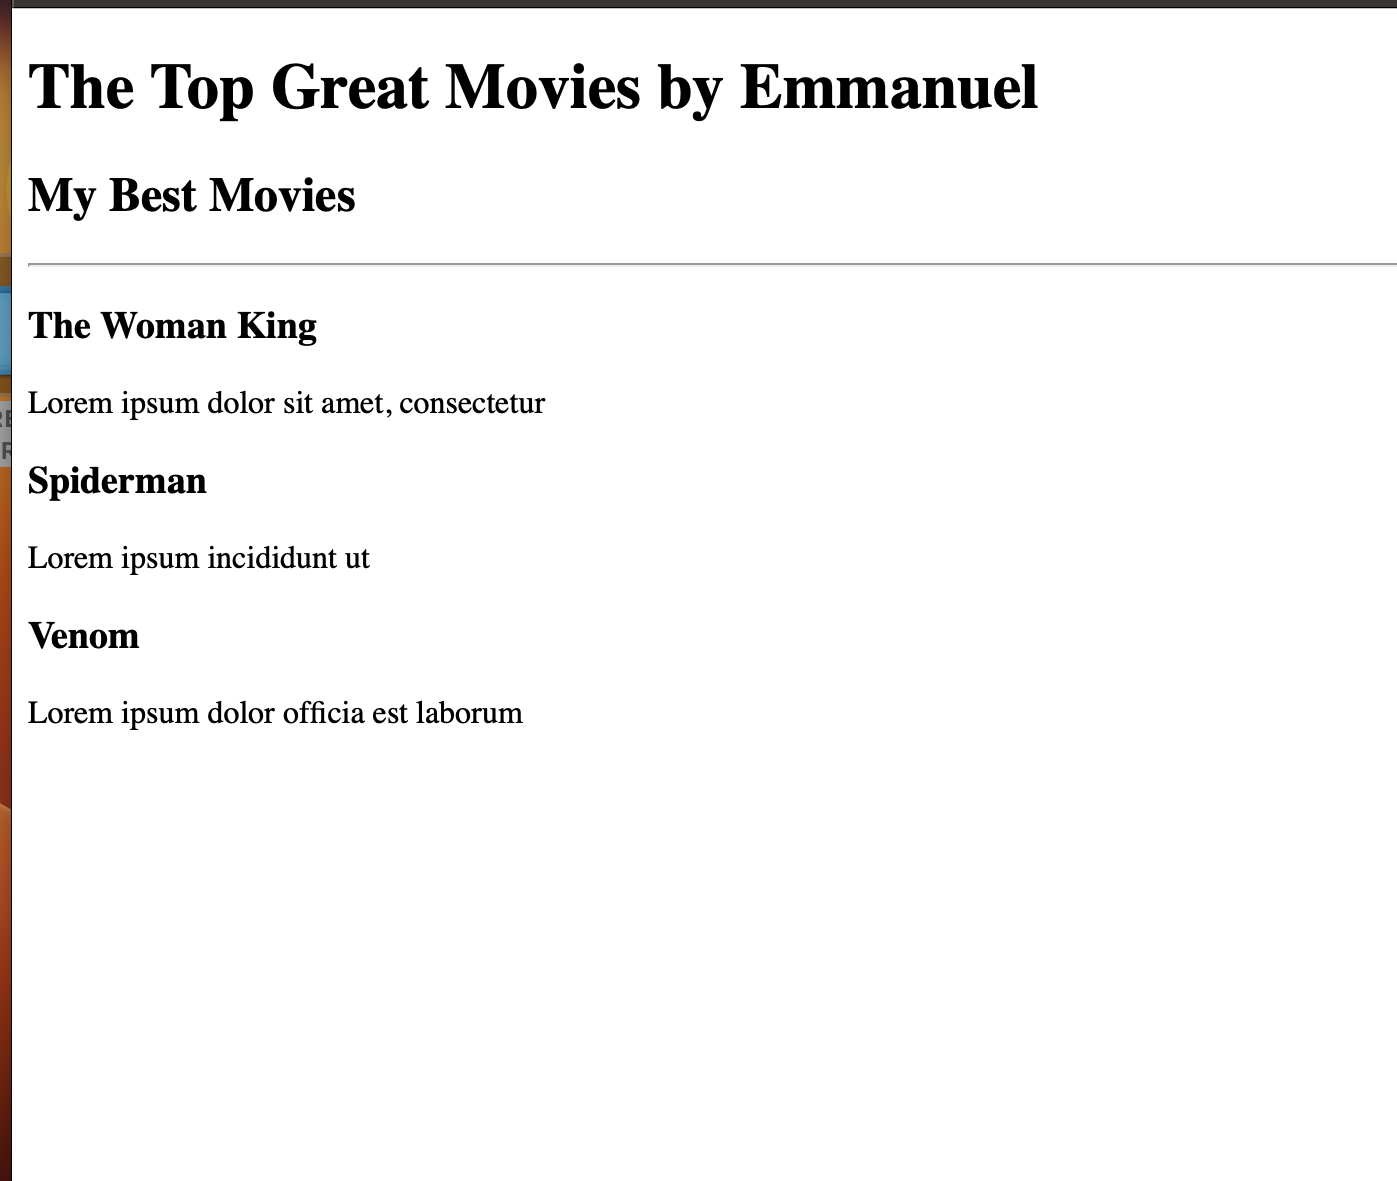 The Top Great Movies by Emmanuel
My Best Movies
The Woman King
Lorem ipsum dolor sit amet, consectetur
Spiderman
Lorem ipsum incididunt ut
Venom
Lorem ipsum dolor officia est laborum